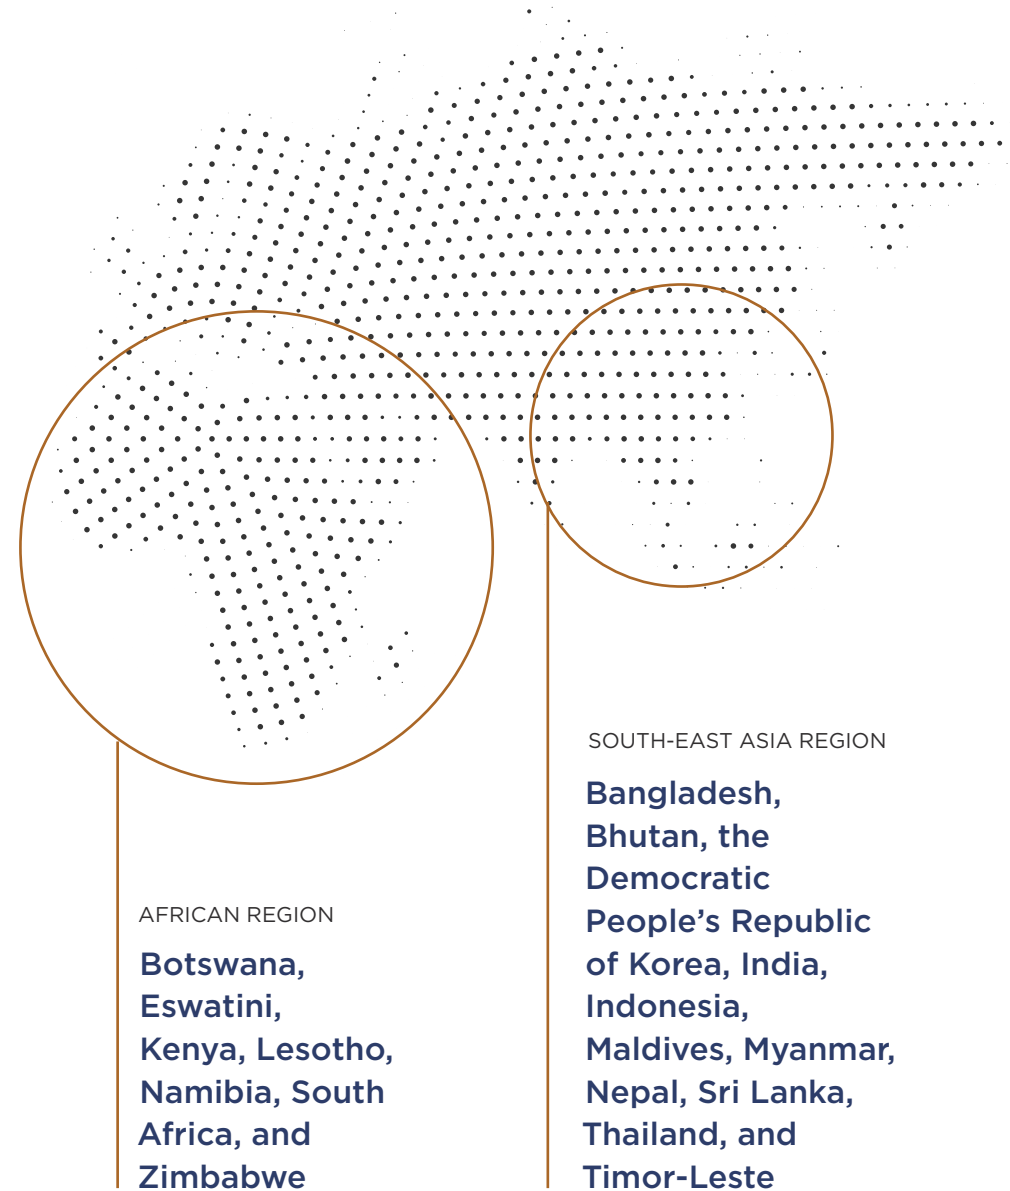 SOUTH-EAST ASIA REGION
Bangladesh,
Bhutan, the
Democratic
People’s Republic
of Korea, India,
Indonesia,
Maldives, Myanmar,
Nepal, Sri Lanka,
Thailand, and
Timor-Leste
AFRICAN REGION
Botswana,
Eswatini,
Kenya, Lesotho,
Namibia, South
Africa, and
Zimbabwe